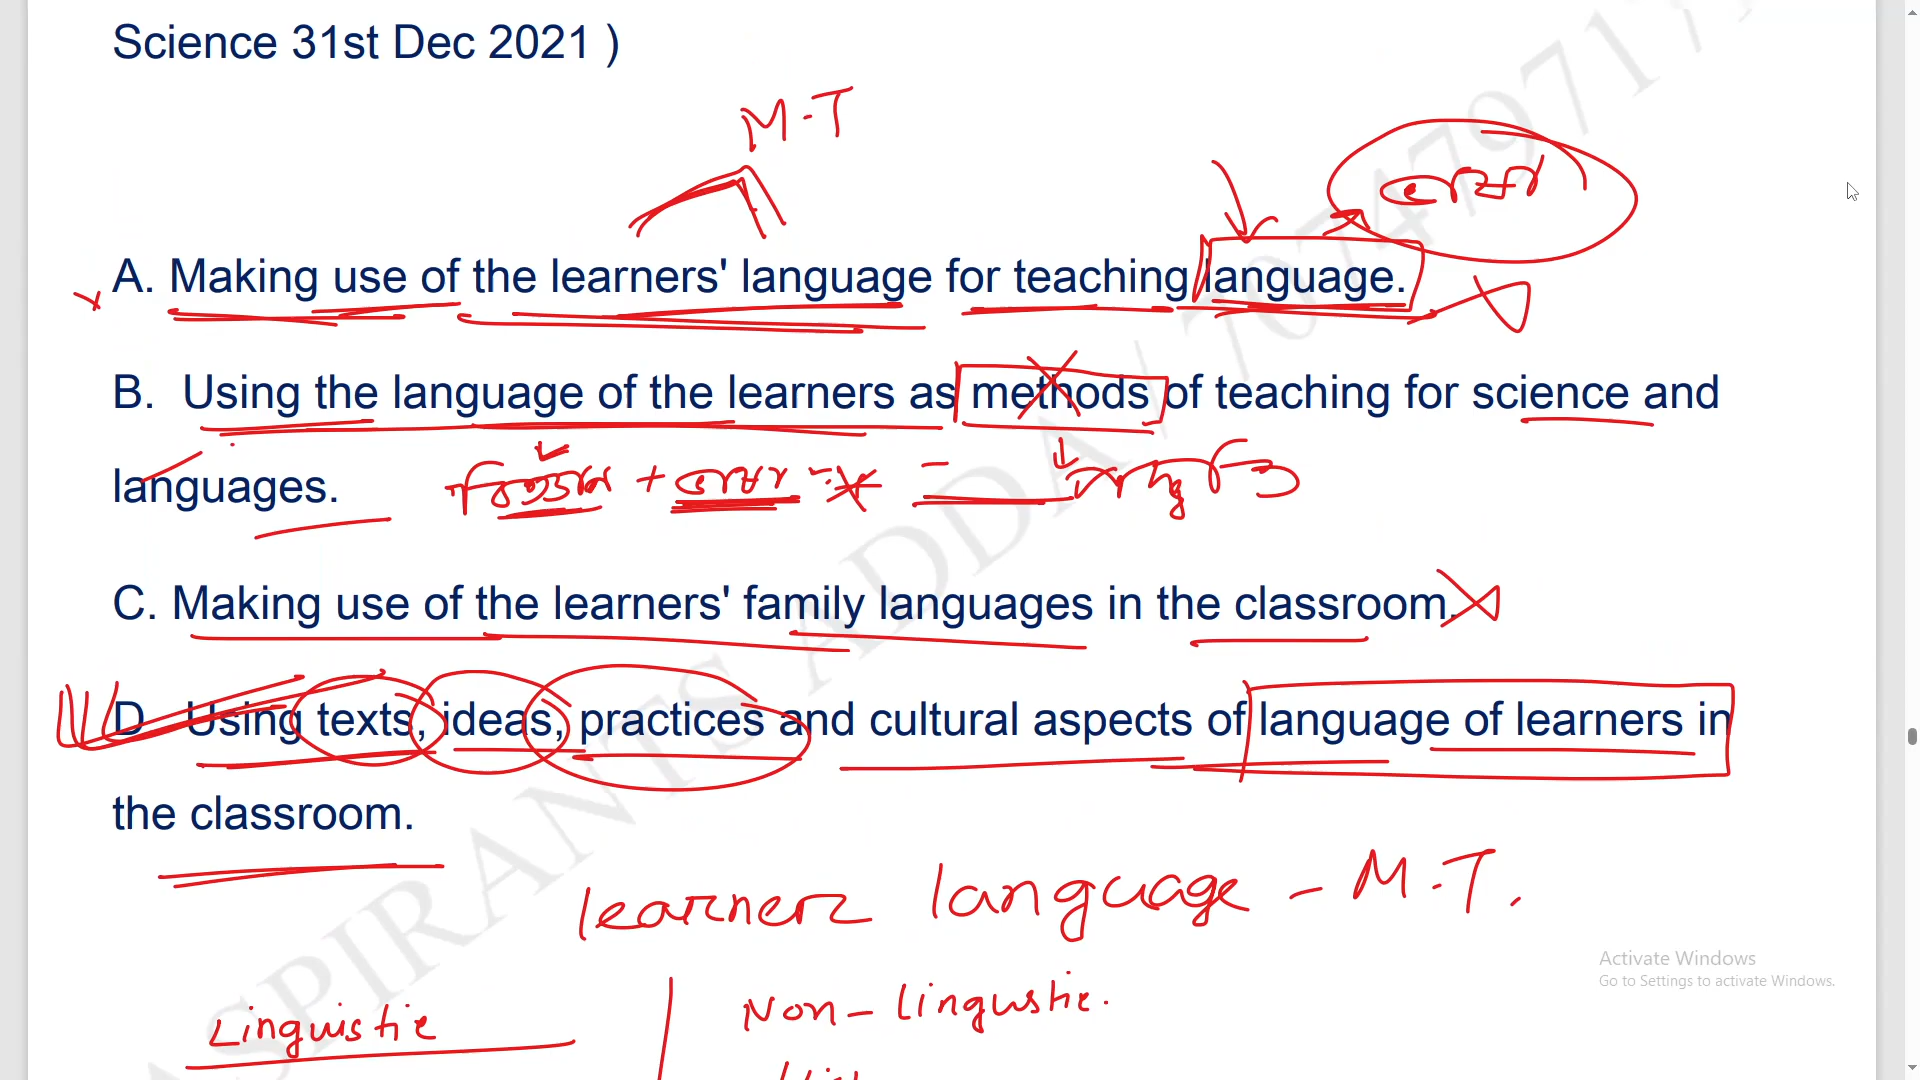 Science 31st Dec 2021 )
M.T
A. Making use of the learners' language for teaching language.
B. Using the language of the learners as methods of teaching for science and
languages.
C. Making use of the learners' family languages in the classroom.
D. Using texts, ideas, practices and cultural aspects of language of learners in
the classroom.
learner language - M.T.
Linguistic
Non-Lingustic.
ASPIRANTS ADDA /
Activate Windows
Go to Settings to activate Windows.